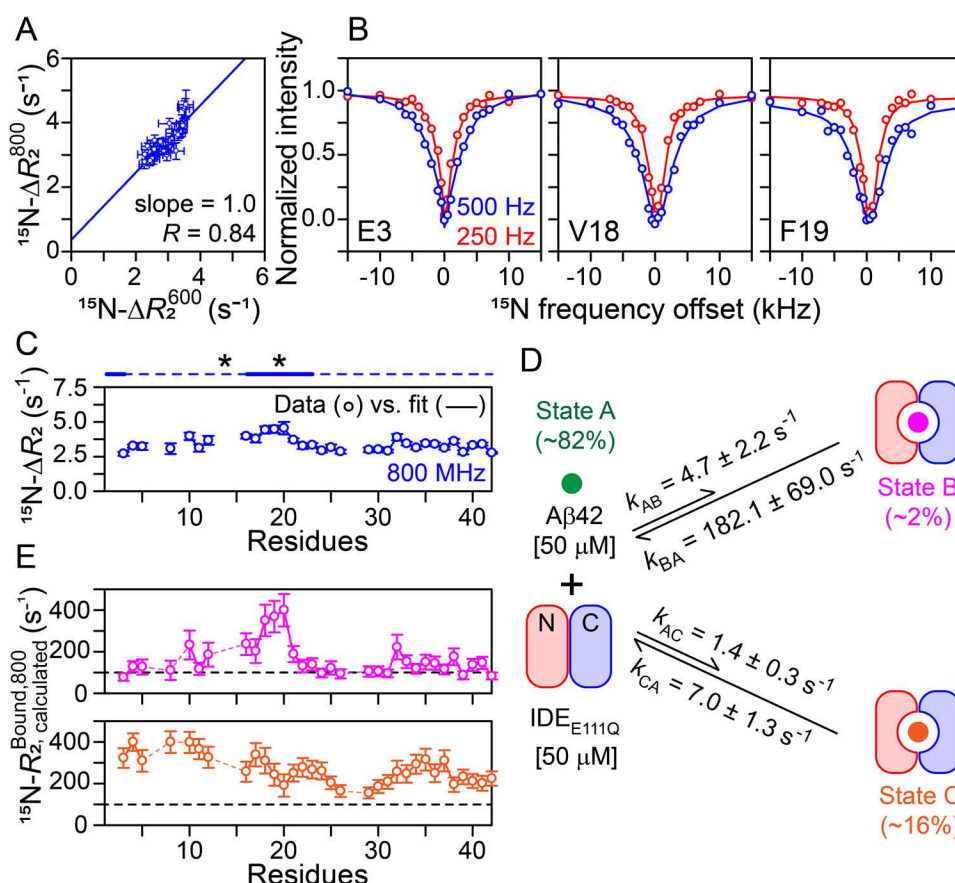 A
15N-ΔR2^800 (s⁻¹)
6
4
2
0
slope = 1.0
R = 0.84
0 2 4 6
¹⁵N-ΔR₂⁶⁰⁰ (s⁻¹)
B
Normalized intensity
1.0
0.5
0.0
E3
500 Hz
250 Hz
V18
F19
-10 0 10
-10 0 10
-10 0 10
¹⁵N frequency offset (kHz)
C
* *
¹⁵N-ΔR₂ (s⁻¹)
7.5
5.0
2.5
0.0
Data (o) vs. fit (—)
800 MHz
10 20 30 40
Residues
D
State A
(~82%)
Aβ42
[50 μM]
+
N C
IDE_E111Q
[50 μM]
k_AB = 4.7 ± 2.2 s⁻¹
k_BA = 182.1 ± 69.0 s⁻¹
State B
(~2%)
k_AC = 1.4 ± 0.3 s⁻¹
k_CA = 7.0 ± 1.3 s⁻¹
State C
(~16%)
E
¹⁵N-R₂,calculated^Bound,800 (s⁻¹)
400
200
0
400
200
0
10 20 30 40
Residues